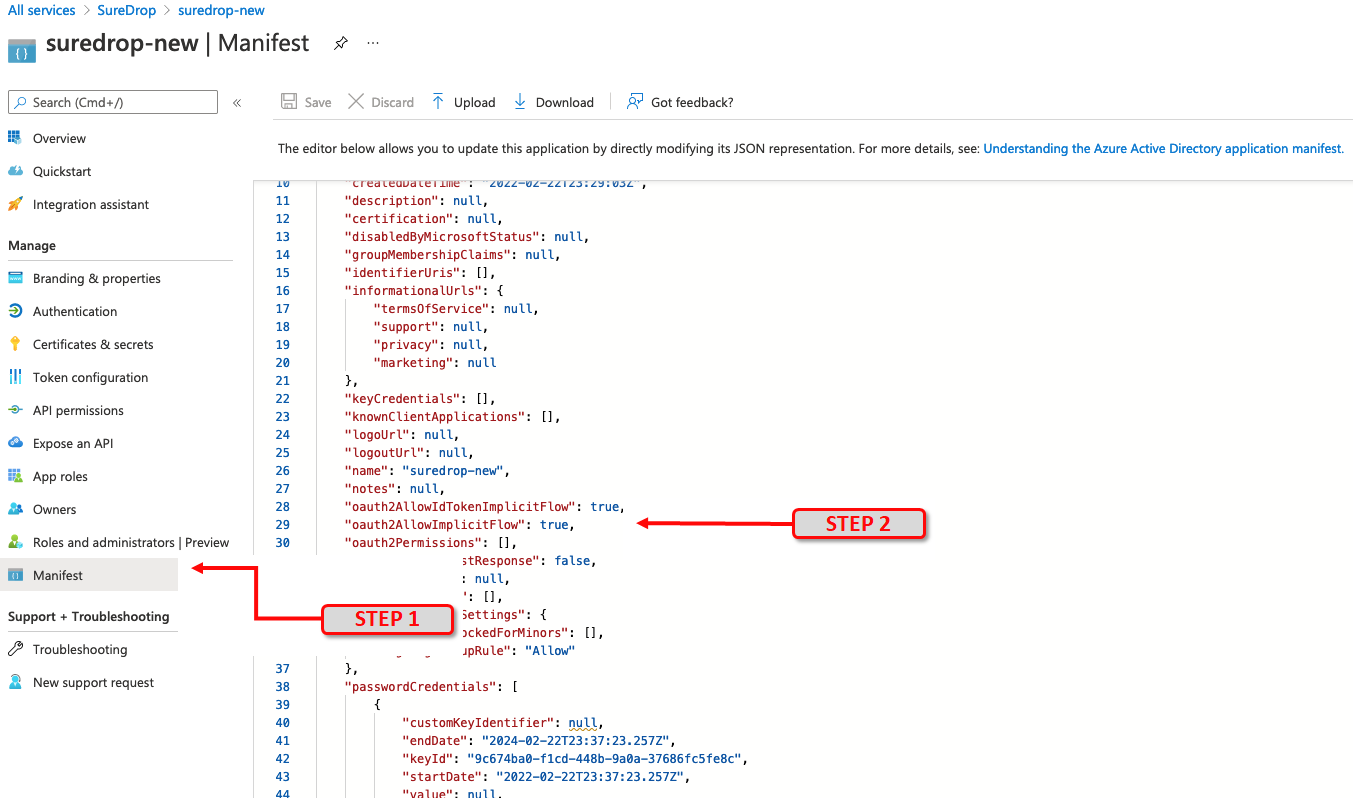 All services > SureDrop > suredrop-new
suredrop-new | Manifest
Search (Cmd+/)
«
Save
Discard
Upload
Download
Got feedback?
The editor below allows you to update this application by directly modifying its JSON representation. For more details, see: Understanding the Azure Active Directory application manifest.
Overview
Quickstart
Integration assistant
Manage
Branding & properties
Authentication
Certificates & secrets
Token configuration
API permissions
Expose an API
App roles
Owners
Roles and administrators | Preview
Manifest
Support + Troubleshooting
Troubleshooting
New support request
10 "createdDateTime": "2022-02-22T23:29:03Z",
11 "description": null,
12 "certification": null,
13 "disabledByMicrosoftStatus": null,
14 "groupMembershipClaims": null,
15 "identifierUris": [],
16 "informationalUrls": {
17 "termsOfService": null,
18 "support": null,
19 "privacy": null,
20 "marketing": null
21 },
22 "keyCredentials": [],
23 "knownClientApplications": [],
24 "logoUrl": null,
25 "logoutUrl": null,
26 "name": "suredrop-new",
27 "notes": null,
28 "oauth2AllowIdTokenImplicitFlow": true,
29 "oauth2AllowImplicitFlow": true,
30 "oauth2Permissions": [],
stResponse": false,
: null,
": [],
Settings": {
ockedForMinors": [],
upRule": "Allow"
37 },
38 "passwordCredentials": [
39 {
40 "customKeyIdentifier": null,
41 "endDate": "2024-02-22T23:37:23.257Z",
42 "keyId": "9c674ba0-f1cd-448b-9a0a-37686fc5fe8c",
43 "startDate": "2022-02-22T23:37:23.257Z",
44 "value": null,
STEP 2
STEP 1